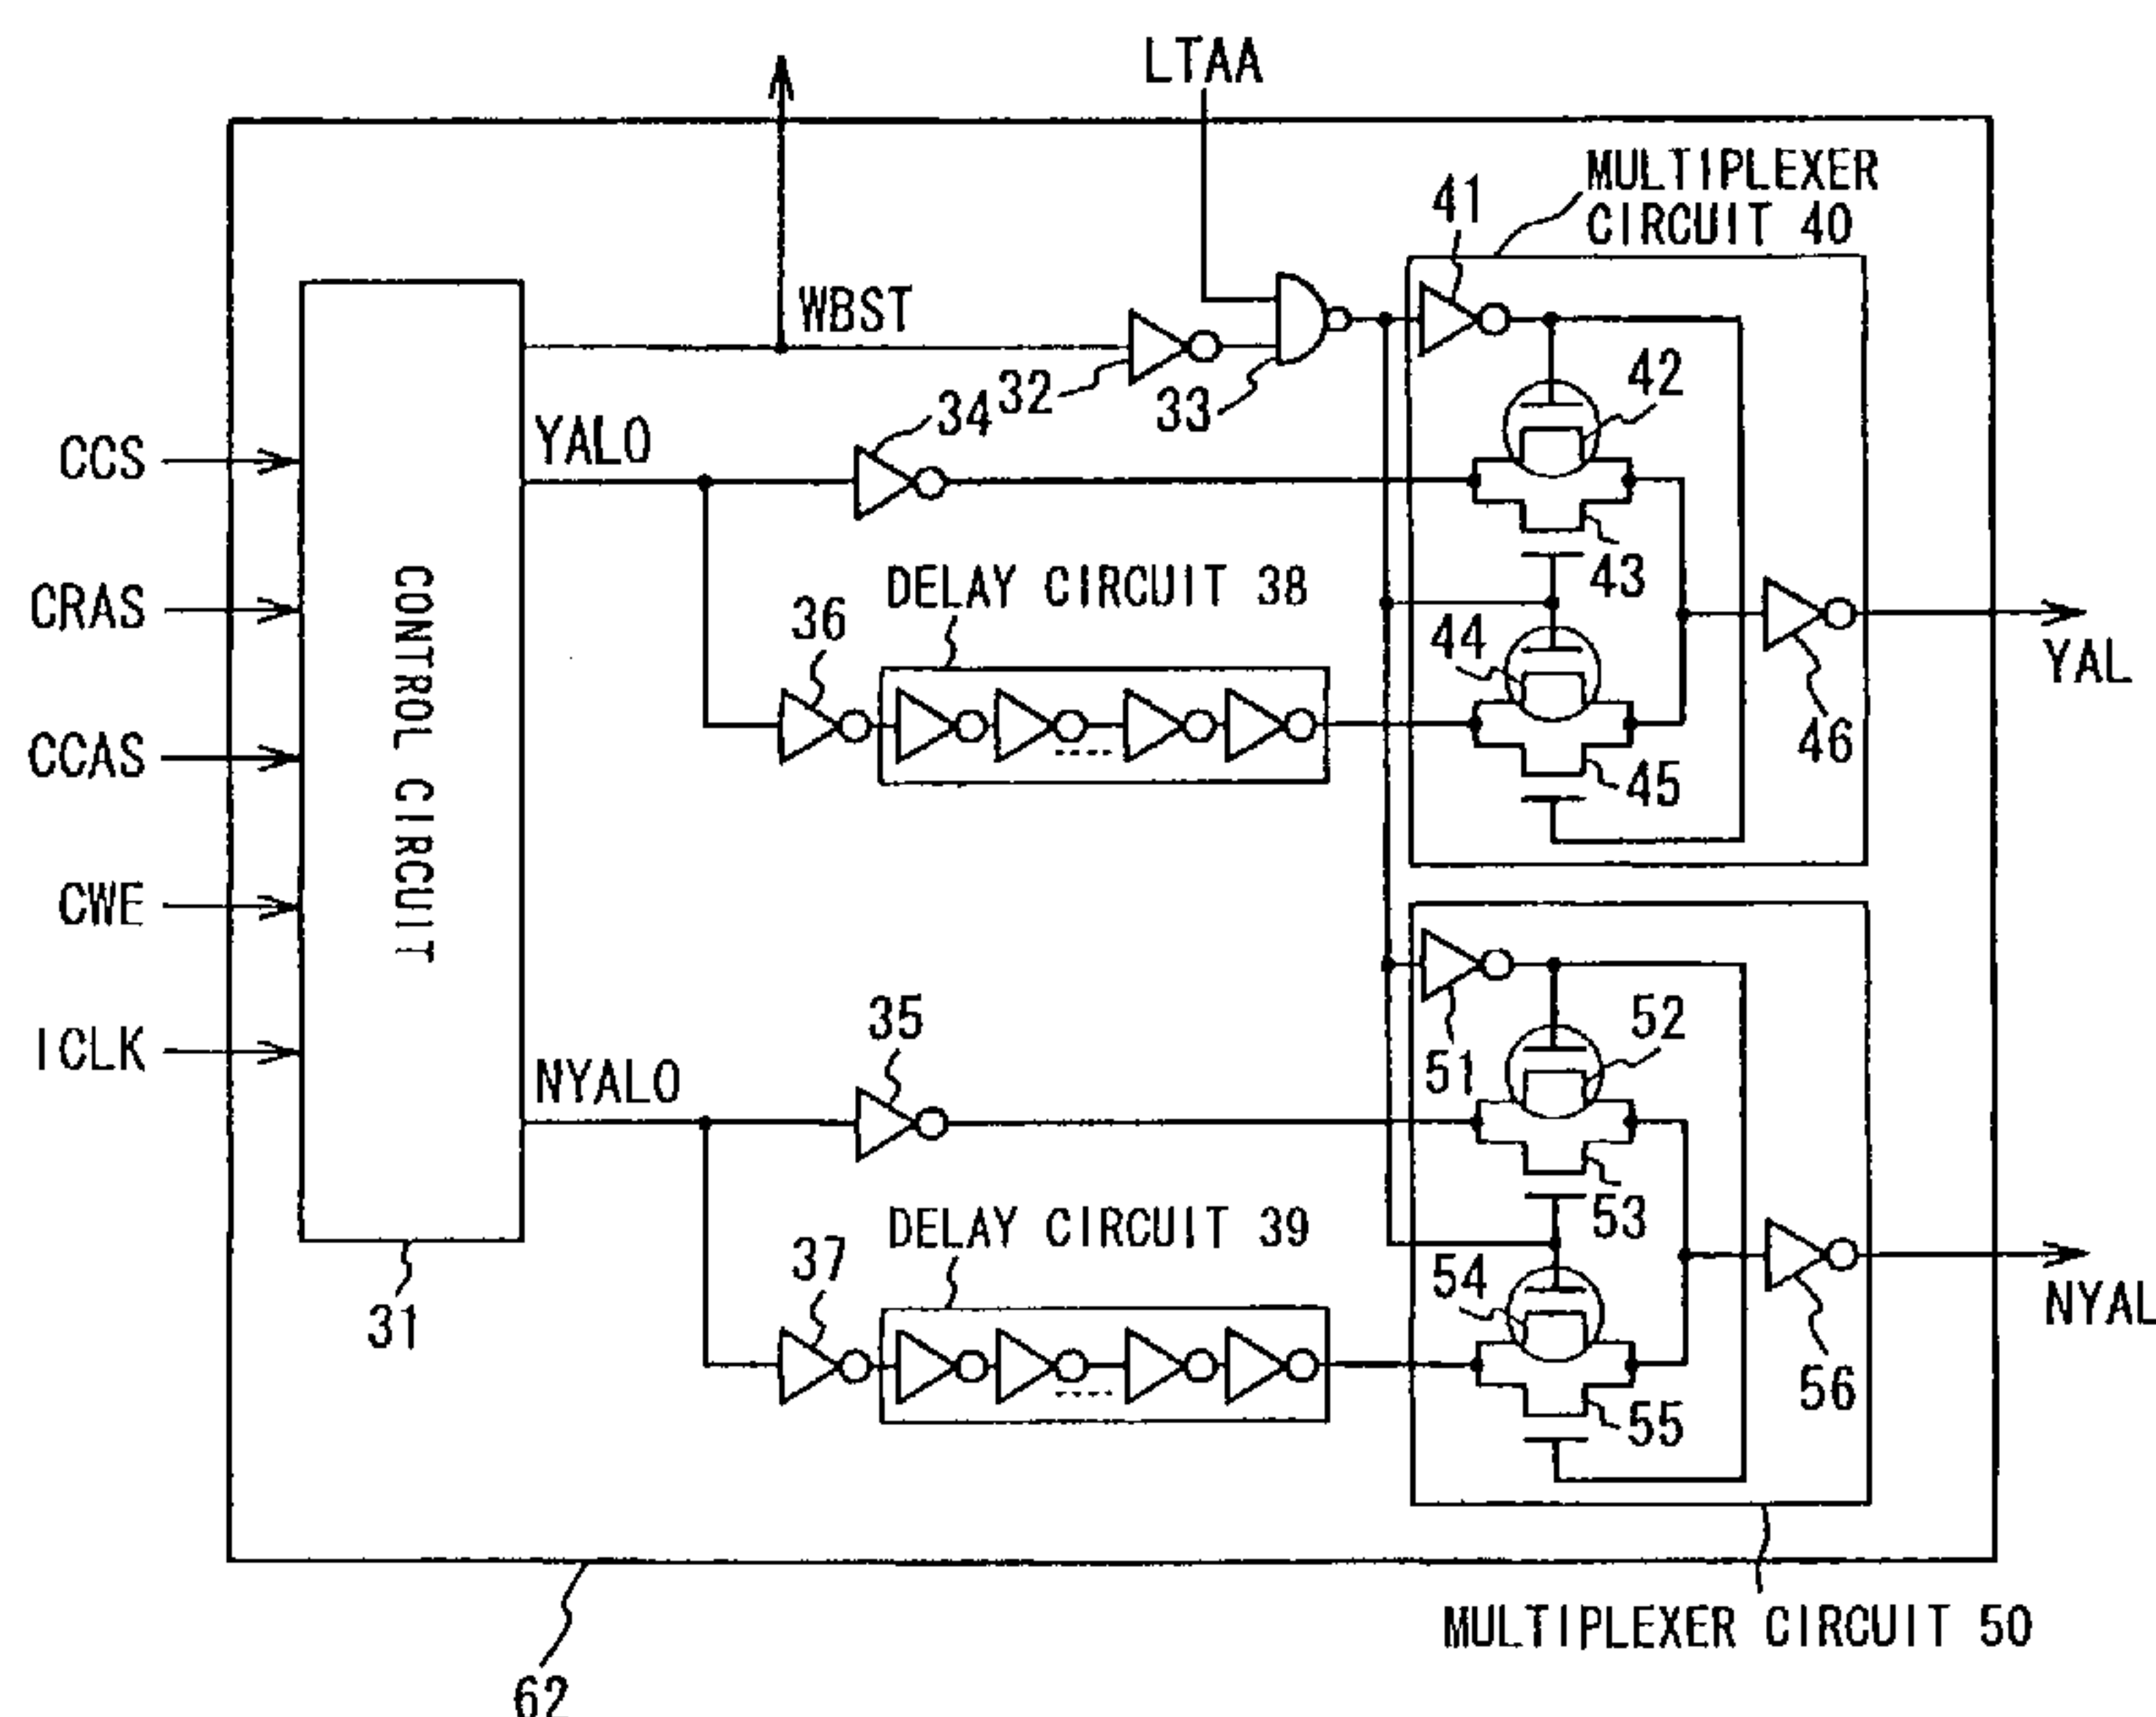 LTAA
MULTIPLEXER
CIRCUIT 40
41
WBST
32
33
42
YALO
34
CCS
43
DELAY CIRCUIT 38
36
44
CRAS
YAL
46
45
CCAS
CONTROL CIRCUIT
CWE
35
52
51
ICLK
NYALO
53
DELAY CIRCUIT 39
37
54
NYAL
31
56
55
MULTIPLEXER CIRCUIT 50
62